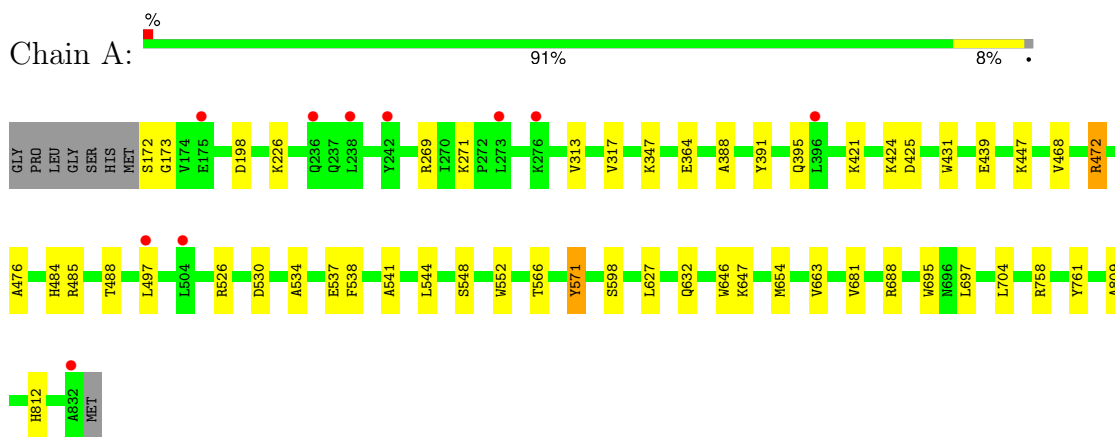 %
Chain A:
91% 8% •
GLY PRO LEU GLY SER HIS MET S172 G173 V174 E175 D198 K226 Q236 Q237 L238 Y242 R269 I270 K271 P272 L273 K276 V313 V317 K347 E364 A388 Y391 Q395 L396 K421 K424 D425 W431 E439 K447 V468 R472
A476 H484 R485 T488 L497 L504 R526 D530 A534 E537 F538 A541 L544 S548 W552 T566 Y571 S598 L627 Q632 W646 K647 M654 V663 V681 R688 W695 N696 L697 L704 R758 Y761 A809
H812 A832 MET